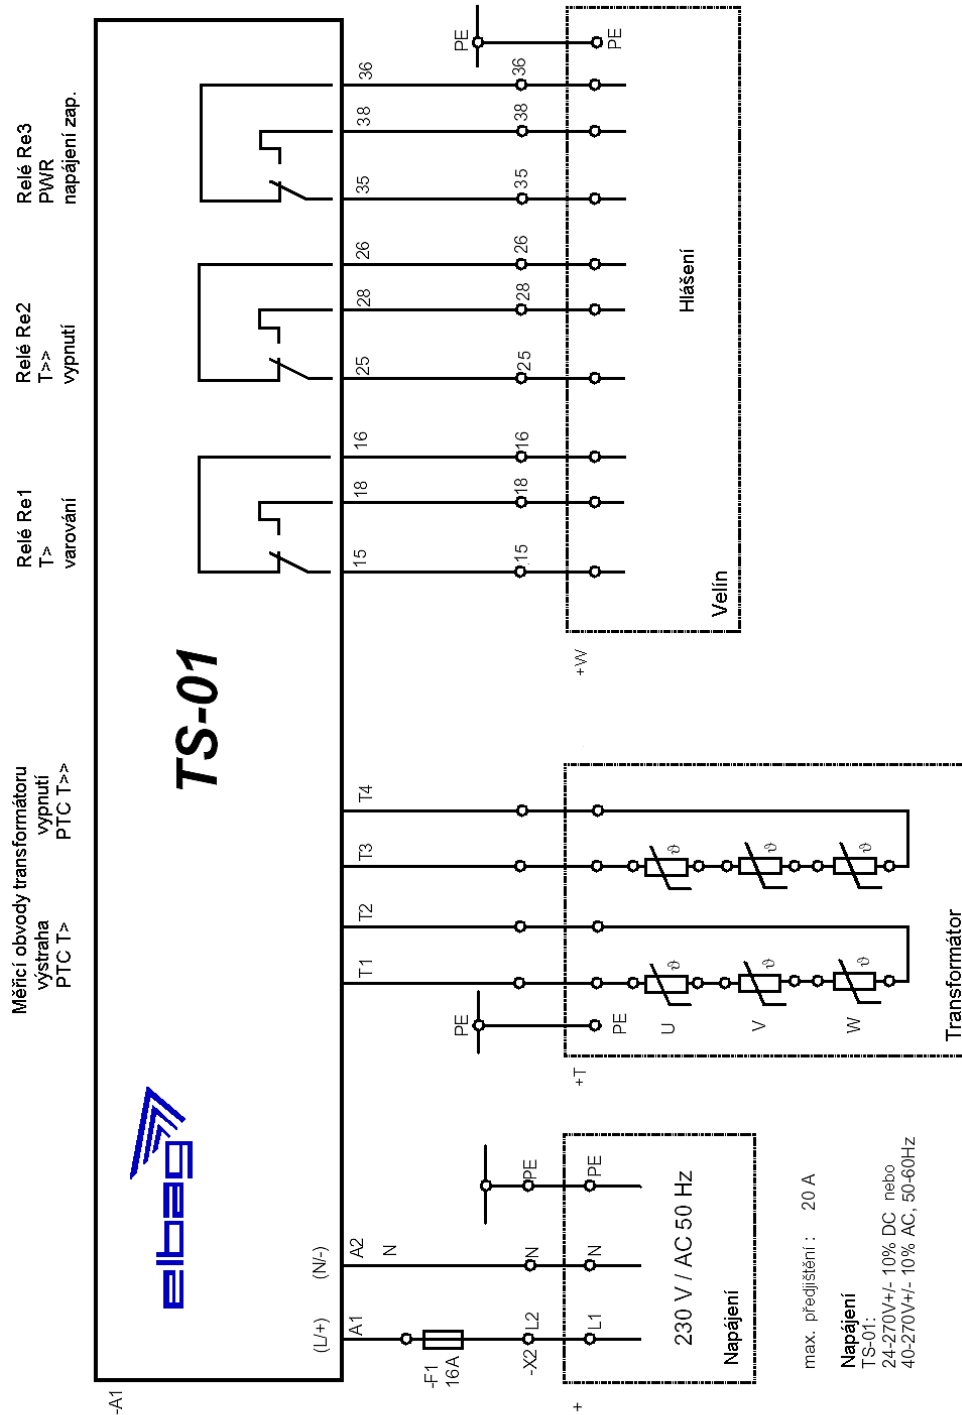 -A1
elbag
TS-01
Měřicí obvody transformátoru
výstraha
PTC T>
vypnutí
PTC T>>
Relé Re1
T>
varování
Relé Re2
T>>
vypnutí
Relé Re3
PWR
napájení zap.
(L/+)
(N/-)
A1
A2
N
T1
T2
T3
T4
15
18
16
25
28
26
35
38
36
-F1
16A
-X2
L2
N
PE
PE
PE
15
18
16
25
28
26
35
38
36
+
L1
N
PE
230 V / AC 50 Hz
Napájení
+T
PE
U
V
W
ϑ
ϑ
ϑ
ϑ
ϑ
ϑ
Transformátor
+W
PE
Velín
Hlášení
max. předjištění : 20 A
Napájení
TS-01:
24-270V+/- 10% DC nebo
40-270V+/- 10% AC, 50-60Hz